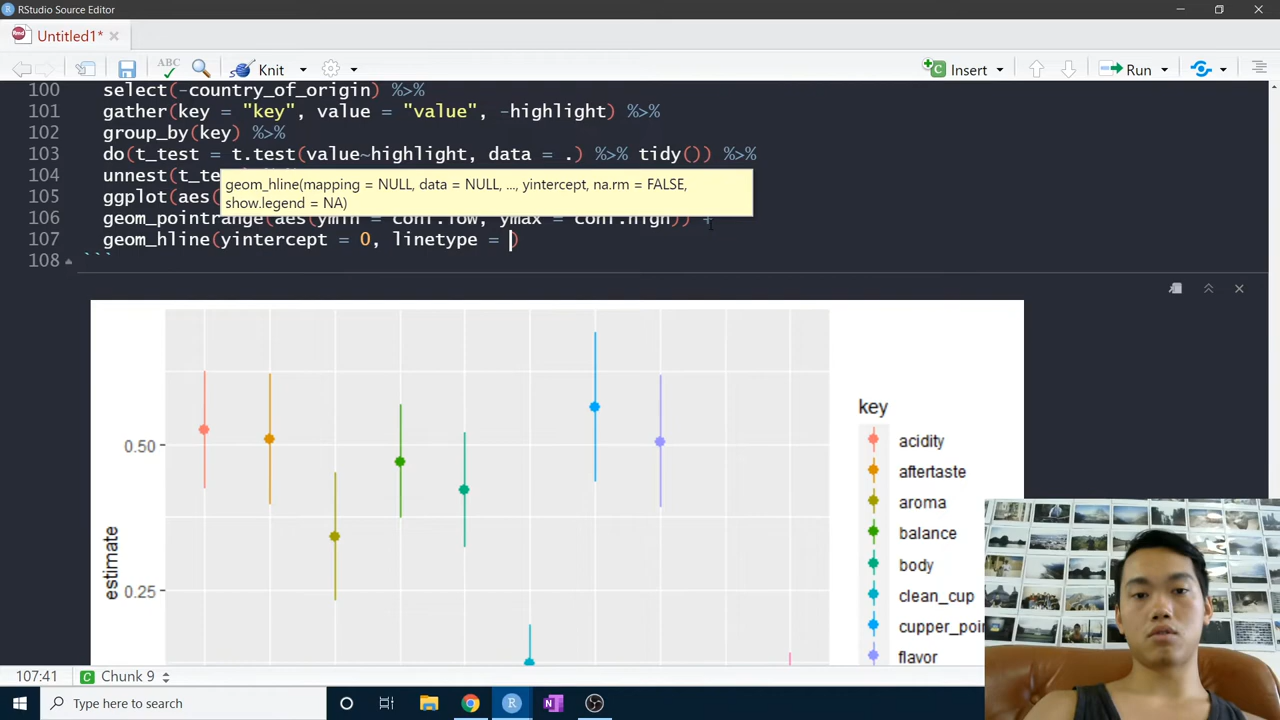 RStudio Source Editor
Untitled1*
ABC
Knit
Insert
Run
100 select(-country_of_origin) %>%
101 gather(key = "key", value = "value", -highlight) %>%
102 group_by(key) %>%
103 do(t_test = t.test(value~highlight, data = .) %>% tidy()) %>%
104 unnest(t_te
geom_hline(mapping = NULL, data = NULL, ..., yintercept, na.rm = FALSE,
show.legend = NA)
105 ggplot(aes(
106 geom_pointrange(aes(ymin = conf.low, ymax = conf.high)) +
107 geom_hline(yintercept = 0, linetype = )
108 ```
key
acidity
0.50
aftertaste
aroma
balance
estimate
body
0.25
clean_cup
cupper_poin
flavor
107:41
Chunk 9
Type here to search